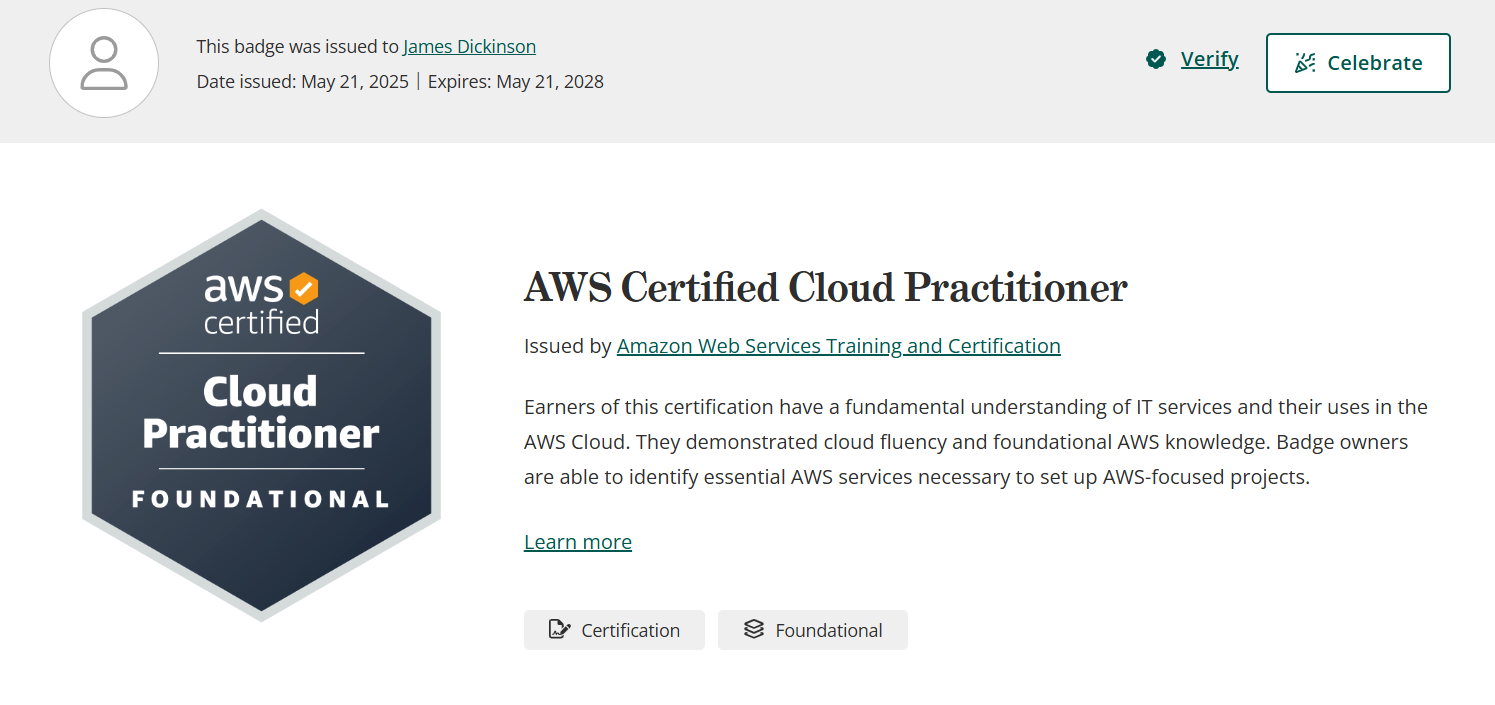 This badge was issued to James Dickinson
Date issued: May 21, 2025 | Expires: May 21, 2028
Verify
Celebrate
aws
certified
Cloud
Practitioner
FOUNDATIONAL
AWS Certified Cloud Practitioner
Issued by Amazon Web Services Training and Certification
Earners of this certification have a fundamental understanding of IT services and their uses in the
AWS Cloud. They demonstrated cloud fluency and foundational AWS knowledge. Badge owners
are able to identify essential AWS services necessary to set up AWS-focused projects.
Learn more
Certification
Foundational